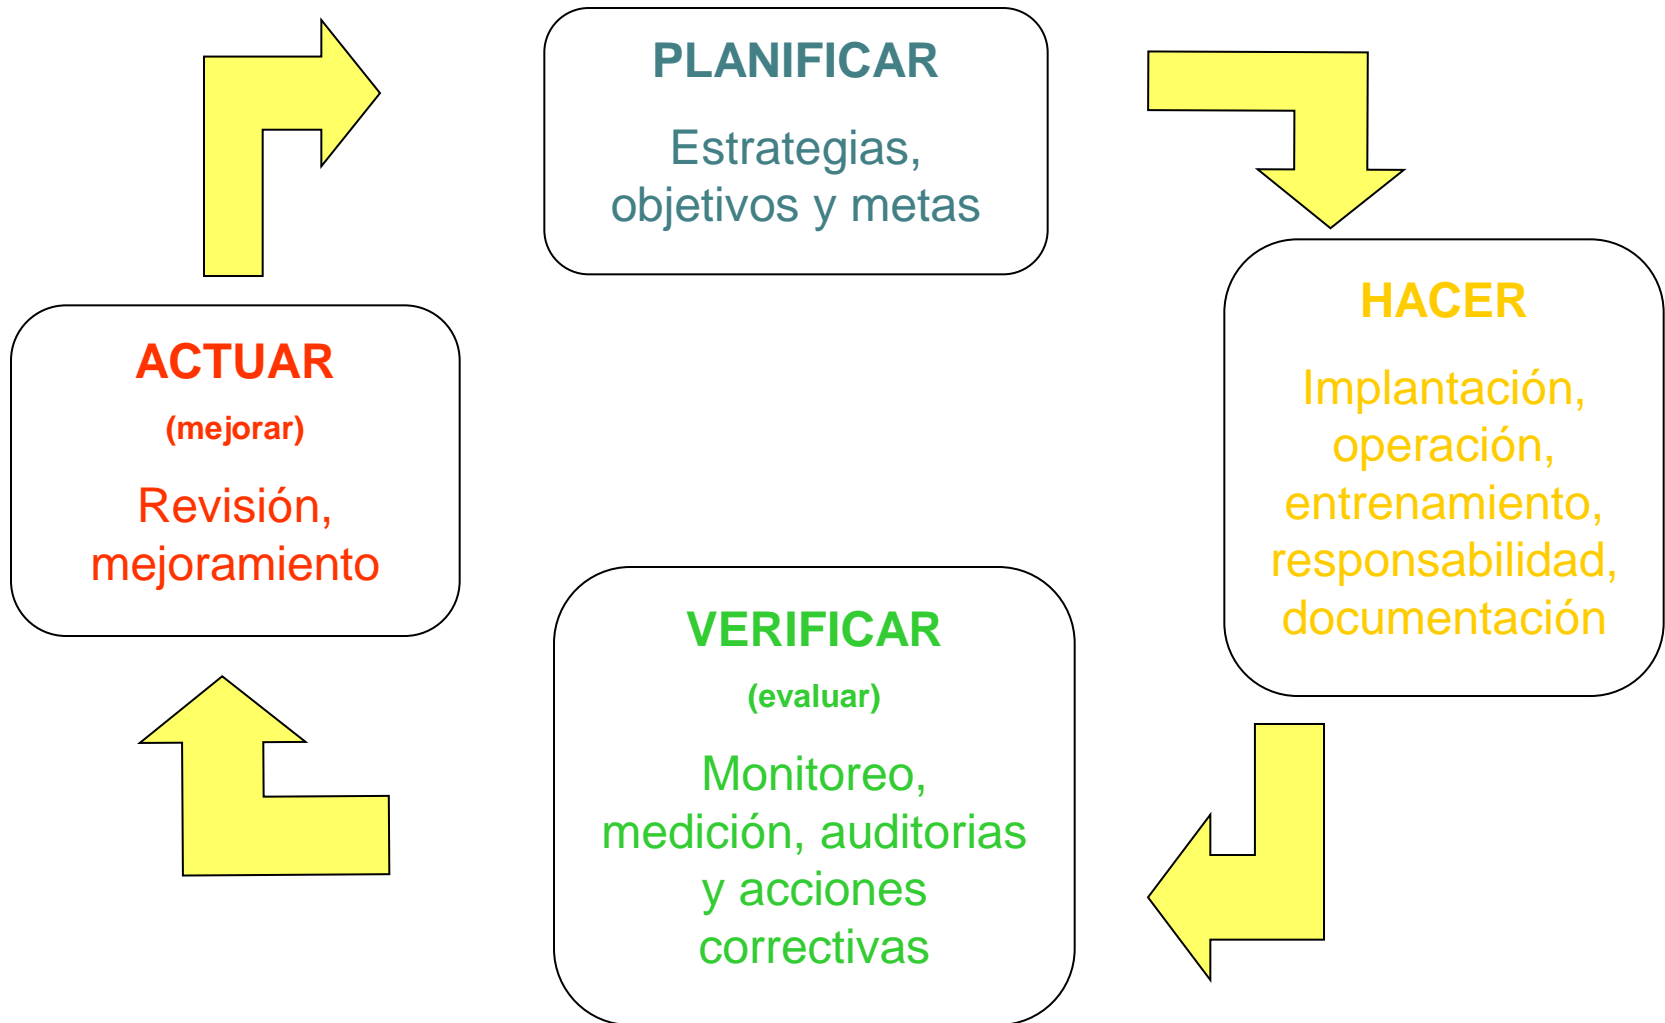 PLANIFICAR
Estrategias,
objetivos y metas
HACER
Implantación,
operación,
entrenamiento,
responsabilidad,
documentación
VERIFICAR
(evaluar)
Monitoreo,
medición, auditorias
y acciones
correctivas
ACTUAR
(mejorar)
Revisión,
mejoramiento